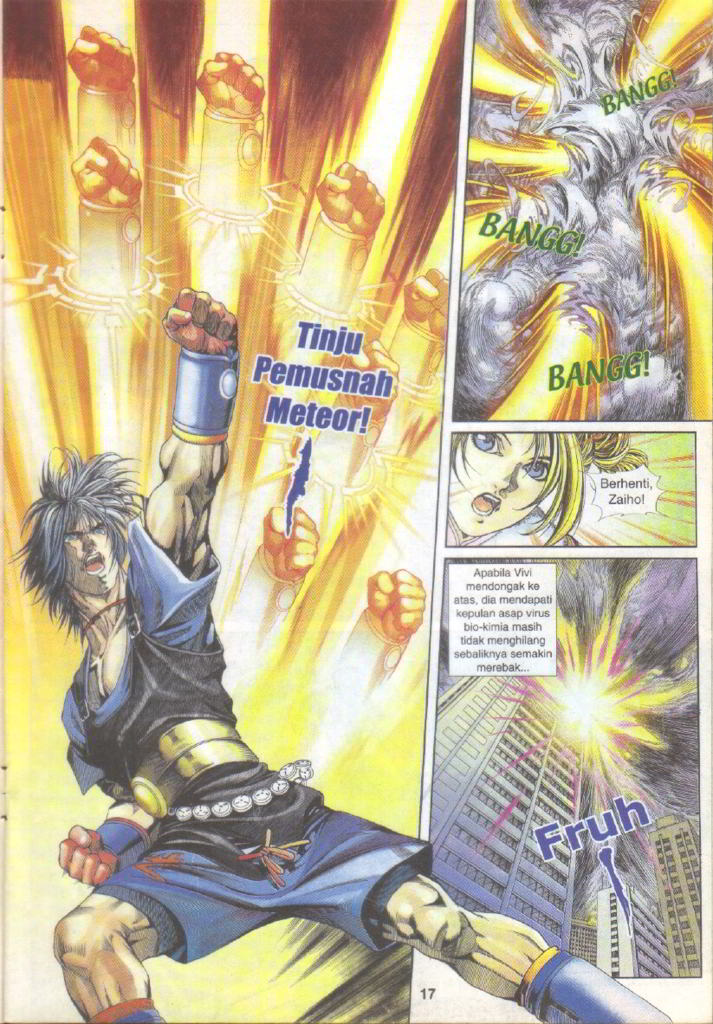 Tinju
Pemusnah
Meteor!
BANGG!
BANGG!
BANGG!
Berhenti,
Zaiho!
Apabila Vivi
mendongak ke
atas, dia mendapati
kepulan asap virus
bio-kimia masih
tidak menghilang
sebaliknya semakin
merebak...
Fruh
17